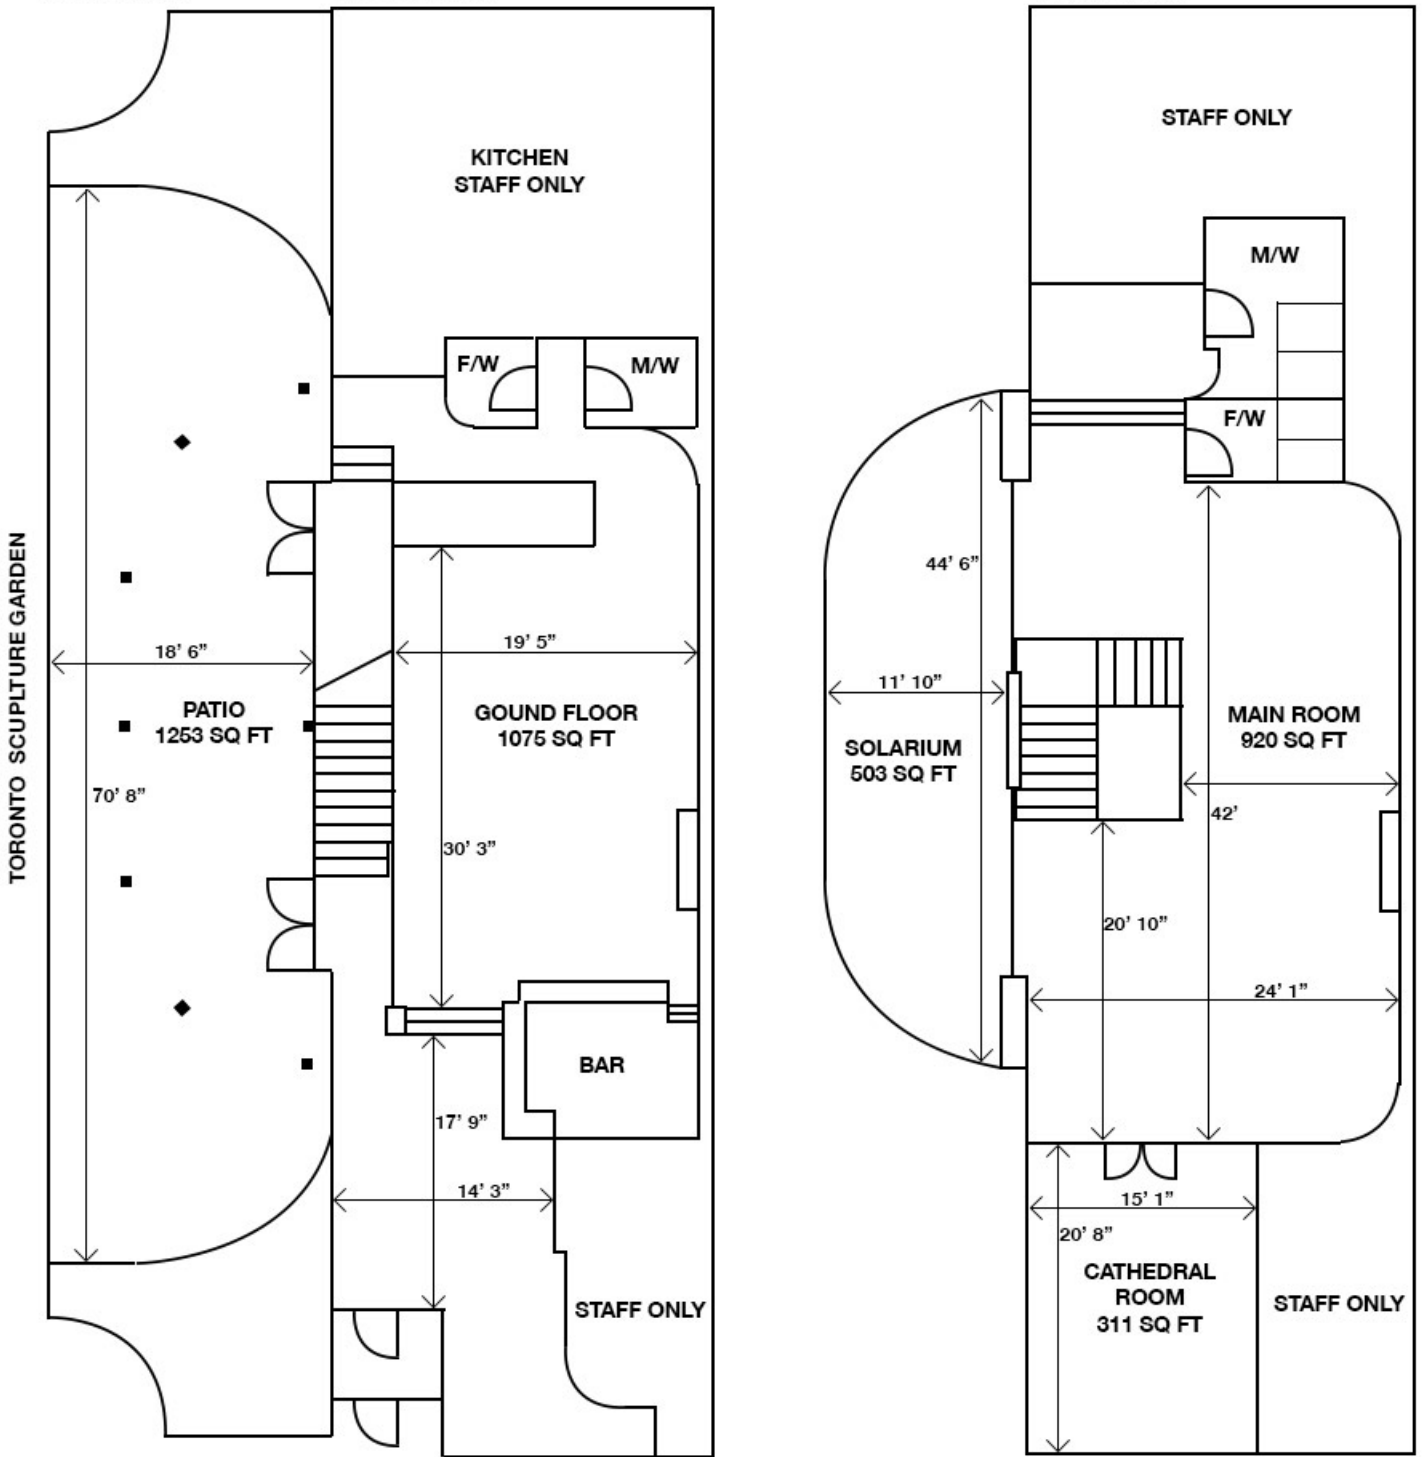 TORONTO SCUPLTURE GARDEN
KITCHEN
STAFF ONLY
F/W
M/W
18’ 6”
PATIO
1253 SQ FT
70’ 8”
19’ 5”
GOUND FLOOR
1075 SQ FT
30’ 3”
BAR
17’ 9”
14’ 3”
STAFF ONLY
STAFF ONLY
M/W
F/W
44’ 6”
11’ 10”
SOLARIUM
503 SQ FT
MAIN ROOM
920 SQ FT
42’
20’ 10”
24’ 1”
15’ 1”
20’ 8”
CATHEDRAL
ROOM
311 SQ FT
STAFF ONLY